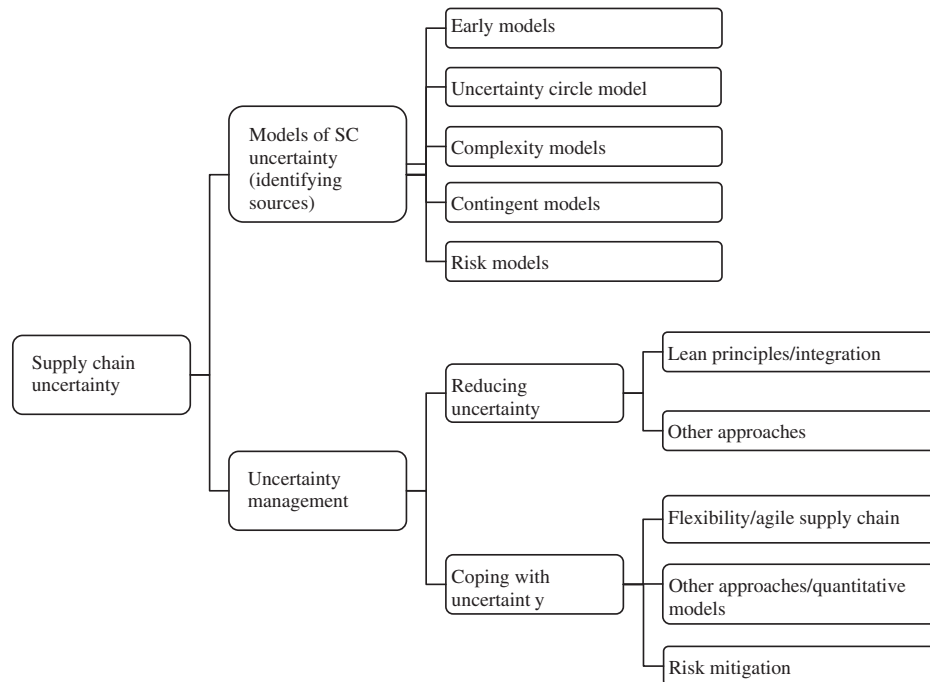 Early models
Uncertainty circle model
Models of SC
uncertainty
(identifying
sources)
Complexity models
Contingent models
Risk models
Supply chain
uncertainty
Lean principles/integration
Reducing
uncertainty
Other approaches
Uncertainty
management
Flexibility/agile supply chain
Coping with
uncertaint y
Other approaches/quantitative
models
Risk mitigation